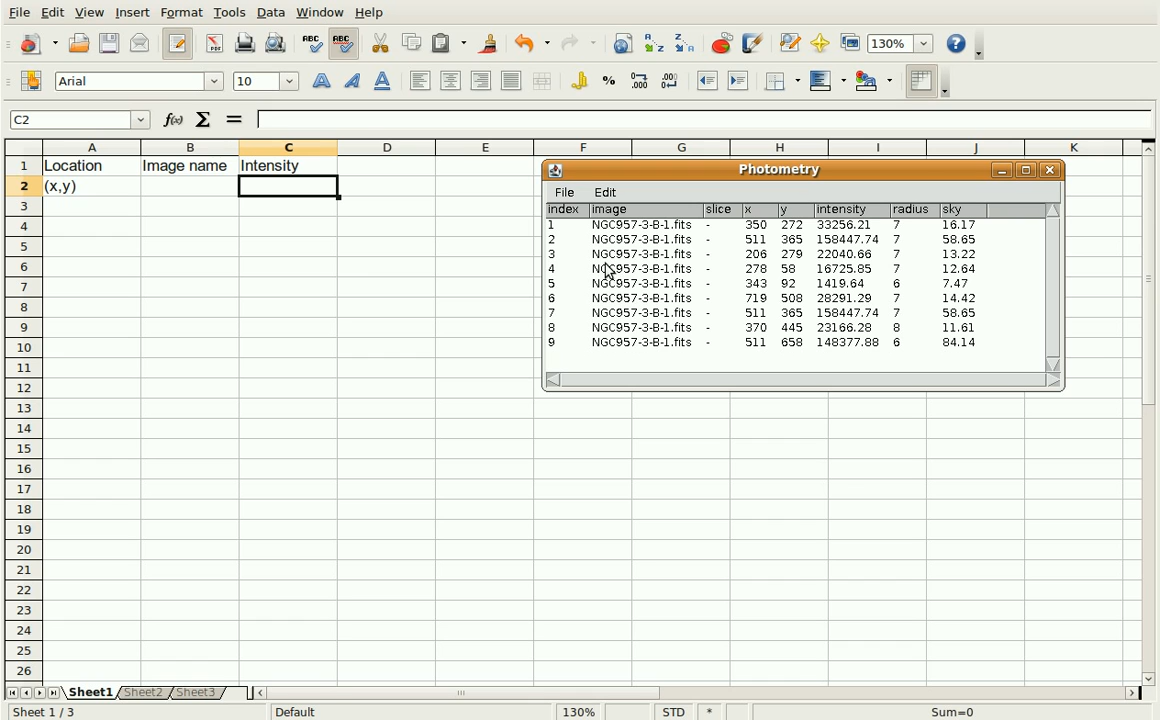 File Edit View Insert Format Tools Data Window Help
PDF ABC ABC A Z Z A 130% ?
Arial 10 A A A % 
C2 f(x) Σ =
A B C D E F G H I J K
1 Location Image name Intensity
2 (x,y)
3
4
5
6
7
8
9
10
11
12
13
14
15
16
17
18
19
20
21
22
23
24
25
26
Photometry
File Edit
index image slice x y intensity radius sky
1 NGC957-3-B-1.fits - 350 272 33256.21 7 16.17
2 NGC957-3-B-1.fits - 511 365 158447.74 7 58.65
3 NGC957-3-B-1.fits - 206 279 22040.66 7 13.22
4 NGC957-3-B-1.fits - 278 58 16725.85 7 12.64
5 NGC957-3-B-1.fits - 343 92 1419.64 6 7.47
6 NGC957-3-B-1.fits - 719 508 28291.29 7 14.42
7 NGC957-3-B-1.fits - 511 365 158447.74 7 58.65
8 NGC957-3-B-1.fits - 370 445 23166.28 8 11.61
9 NGC957-3-B-1.fits - 511 658 148377.88 6 84.14
Sheet1 Sheet2 Sheet3
Sheet 1 / 3 Default 130% STD * Sum=0